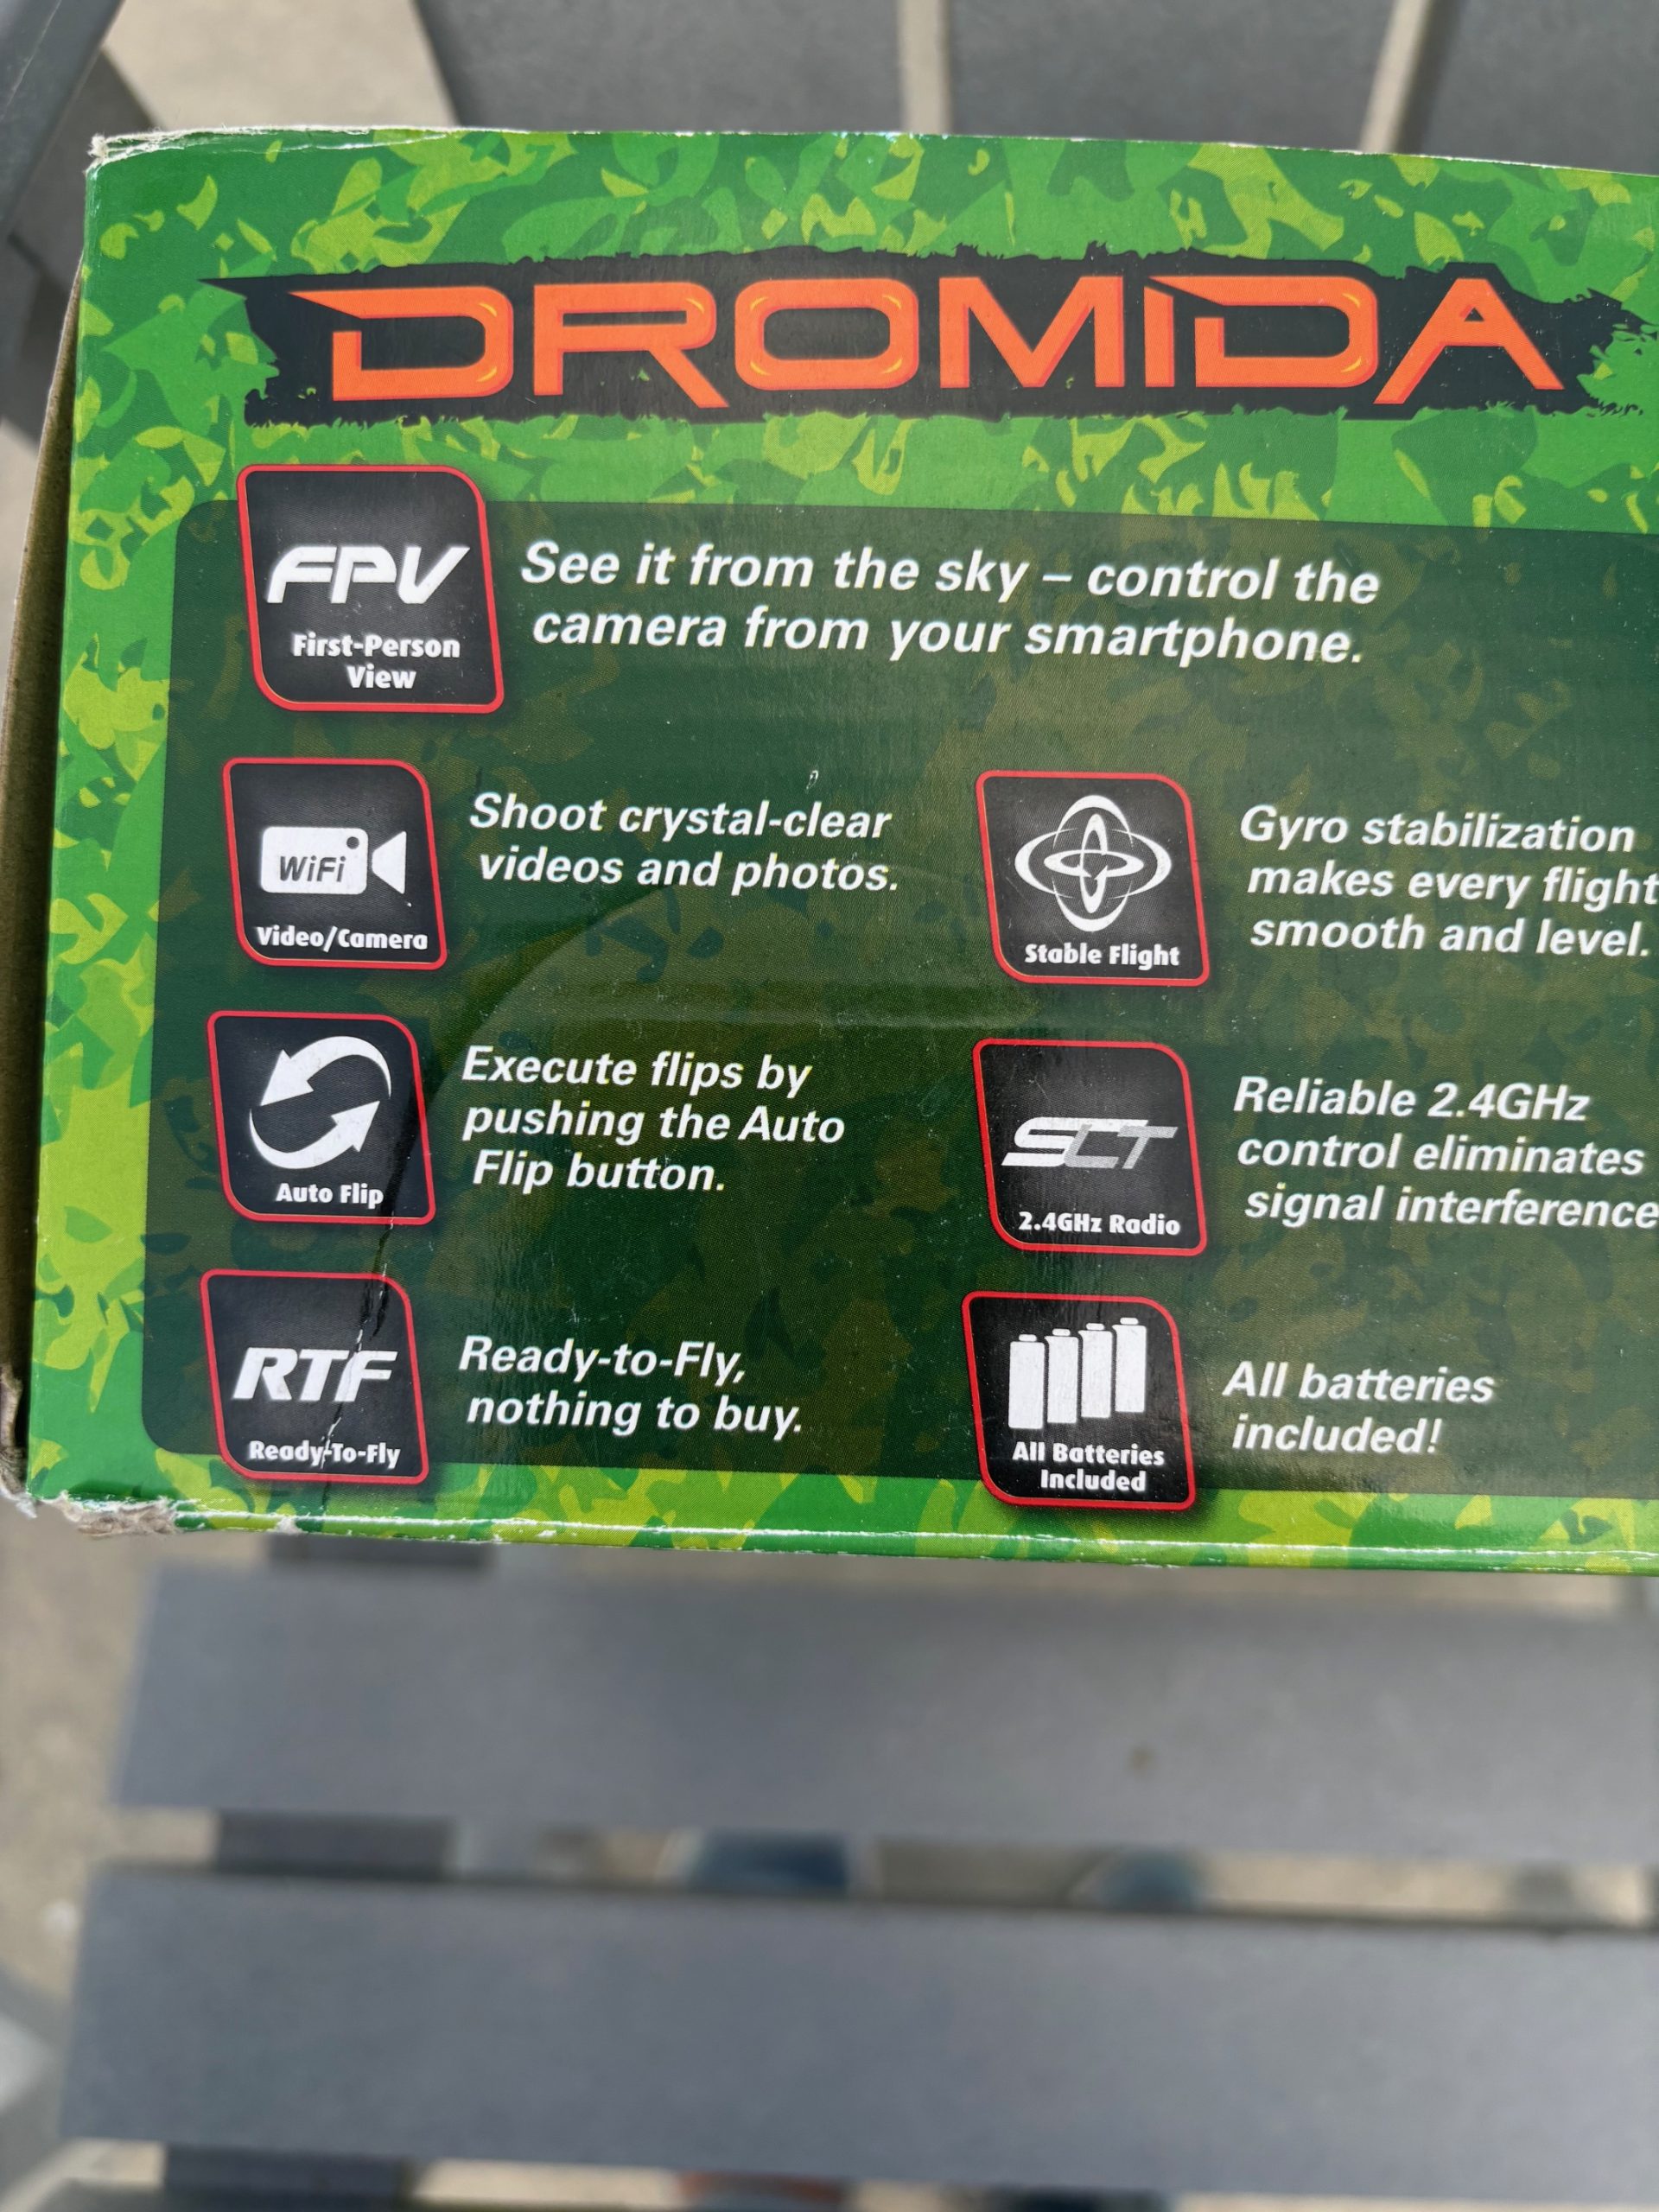 DROMIDA
FPV
First-Person
View
See it from the sky – control the
camera from your smartphone.
WiFi
Video/Camera
Shoot crystal-clear
videos and photos.
Stable Flight
Gyro stabilization
makes every flight
smooth and level.
Auto Flip
Execute flips by
pushing the Auto
Flip button.
SLT
2.4GHz Radio
Reliable 2.4GHz
control eliminates
signal interference
RTF
Ready-To-Fly
Ready-to-Fly,
nothing to buy.
All Batteries
Included
All batteries
included!